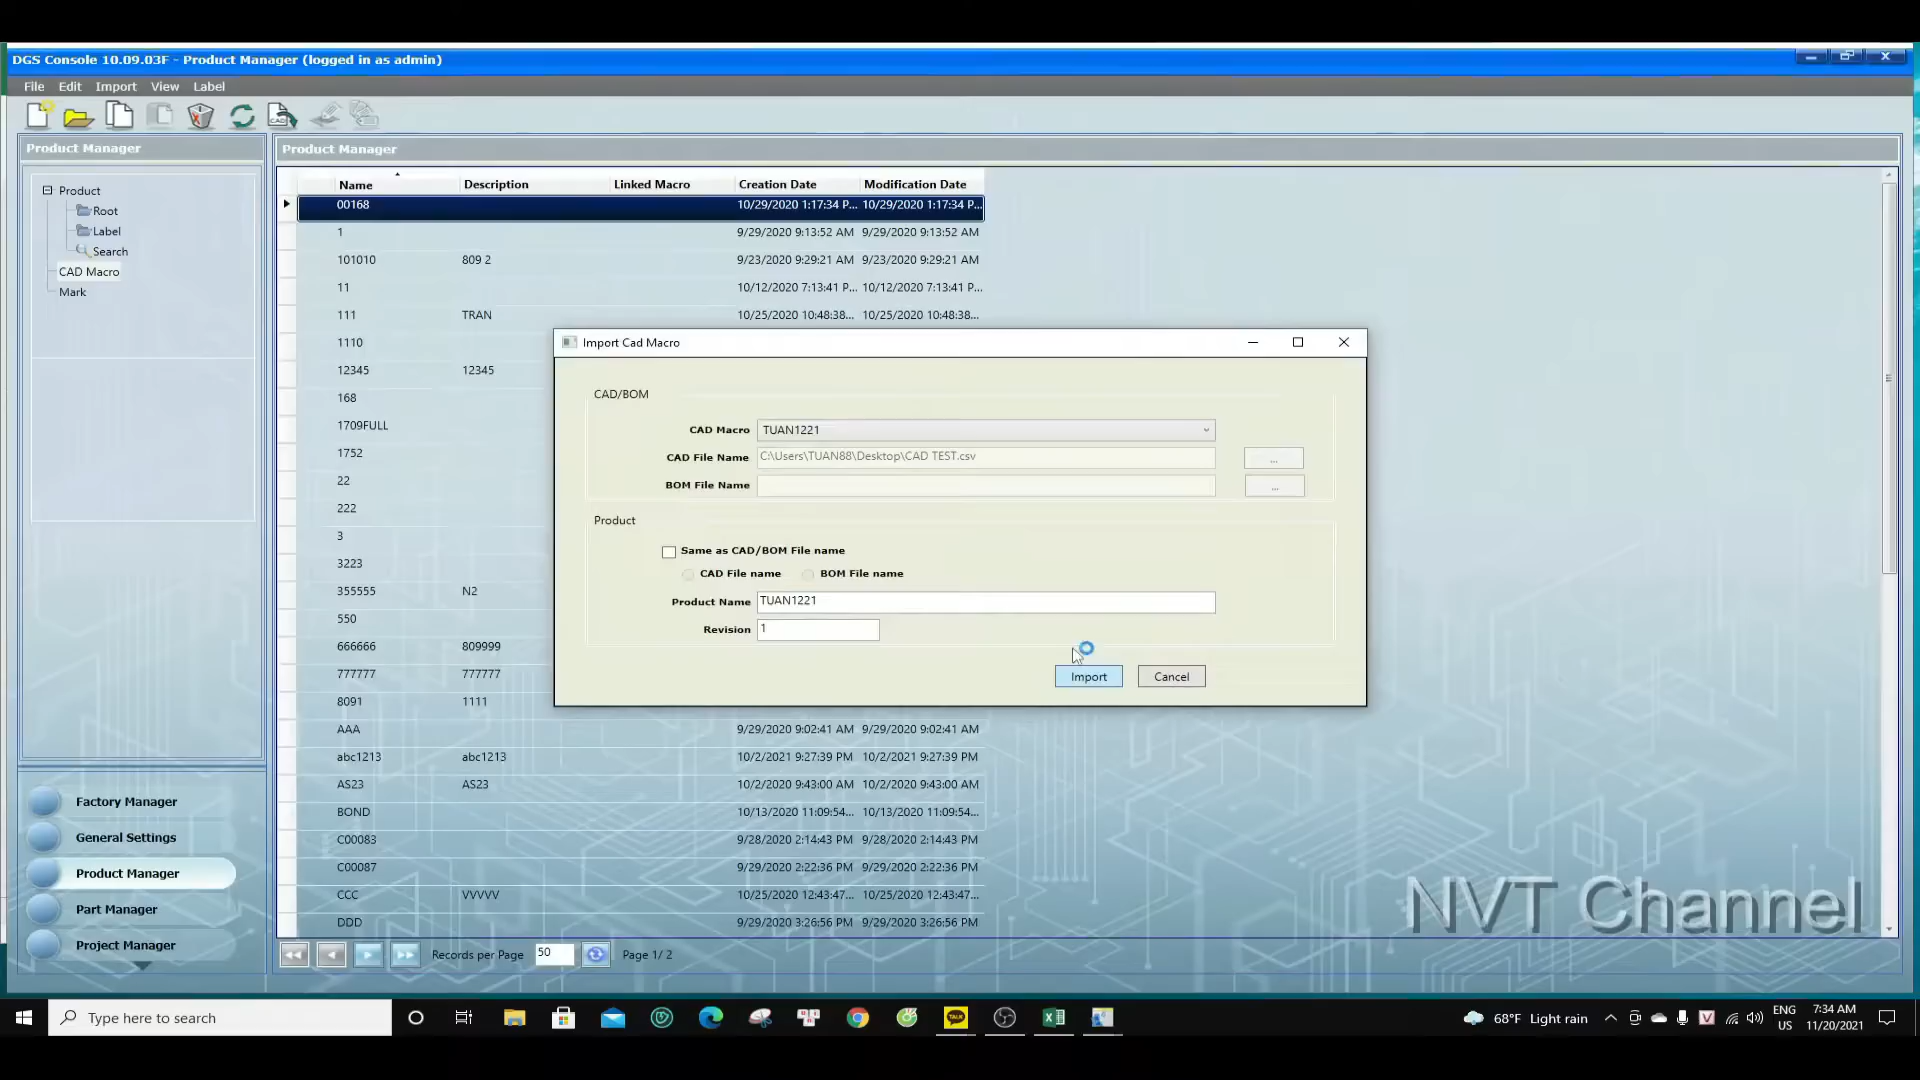 DGS Console 10.09.03F - Product Manager (logged in as admin)
File Edit Import View Label
Product Manager
Product
Root
Label
Search
CAD Macro
Mark
Factory Manager
General Settings
Product Manager
Part Manager
Project Manager
Product Manager
Name Description Linked Macro Creation Date Modification Date
00168 10/29/2020 1:17:34 P... 10/29/2020 1:17:34 P...
1 9/29/2020 9:13:52 AM 9/29/2020 9:13:52 AM
101010 809 2 9/23/2020 9:29:21 AM 9/23/2020 9:29:21 AM
11 10/12/2020 7:13:41 P... 10/12/2020 7:13:41 P...
111 TRAN 10/25/2020 10:48:38... 10/25/2020 10:48:38...
1110
12345 12345
168
1709FULL
1752
22
222
3
3223
355555 N2
550
666666 809999
777777 777777
8091 1111
AAA 9/29/2020 9:02:41 AM 9/29/2020 9:02:41 AM
abc1213 abc1213 10/2/2021 9:27:39 PM 10/2/2021 9:27:39 PM
AS23 AS23 10/2/2020 9:43:00 AM 10/2/2020 9:43:00 AM
BOND 10/13/2020 11:09:54... 10/13/2020 11:09:54...
C00083 9/28/2020 2:14:43 PM 9/28/2020 2:14:43 PM
C00087 9/29/2020 2:22:36 PM 9/29/2020 2:22:36 PM
CCC VVVVV 10/25/2020 12:43:47... 10/25/2020 12:43:47...
DDD 9/29/2020 3:26:56 PM 9/29/2020 3:26:56 PM
Records per Page 50 Page 1/ 2
Import Cad Macro
CAD/BOM
CAD Macro TUAN1221
CAD File Name C:\Users\TUAN88\Desktop\CAD TEST.csv ...
BOM File Name ...
Product
Same as CAD/BOM File name
CAD File name BOM File name
Product Name TUAN1221
Revision 1
Import Cancel
NVT Channel
Type here to search
TALK
68°F Light rain
ENG
US
7:34 AM
11/20/2021